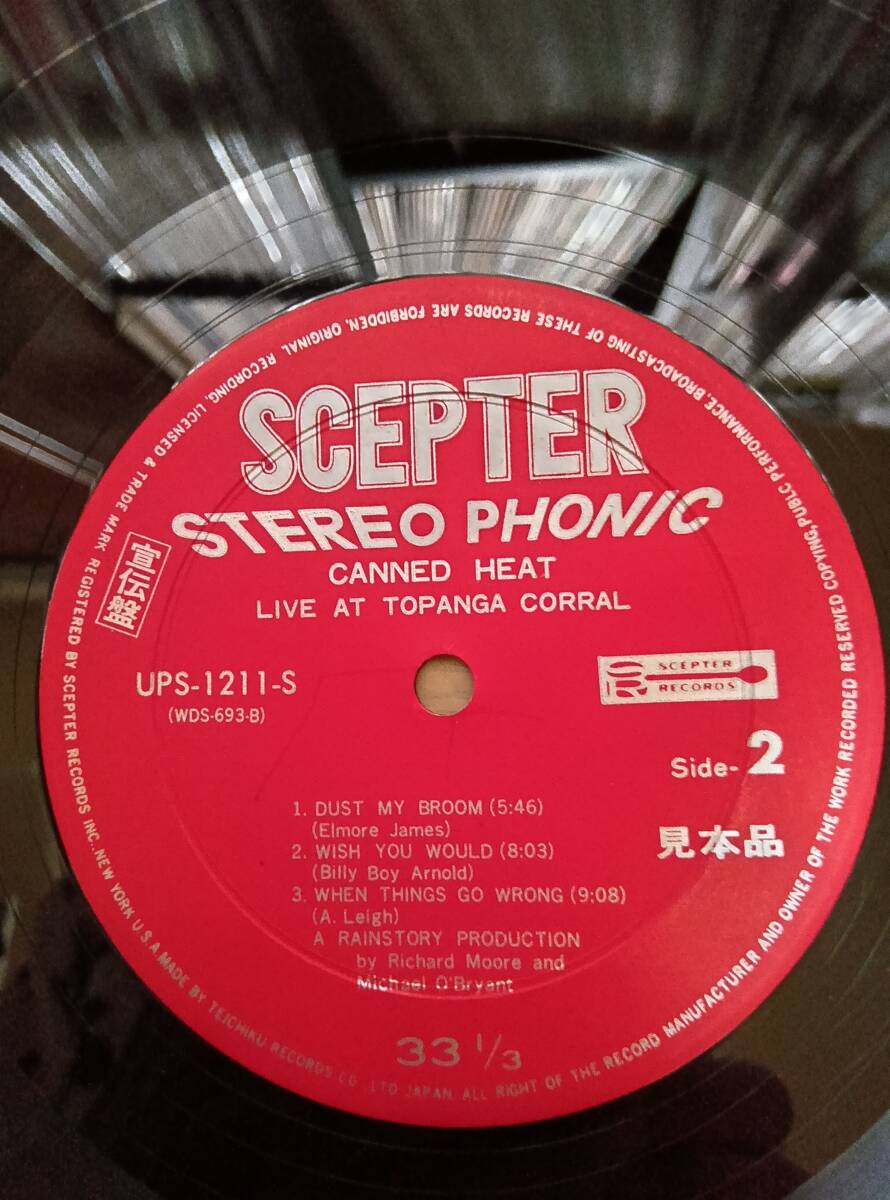 SCEPTER
STEREO PHONIC
CANNED HEAT
LIVE AT TOPANGA CORRAL
宣伝盤
UPS-1211-S
(WDS-693-B)
SR SCEPTER
RECORDS
Side-2
見本品
1. DUST MY BROOM (5:46)
(Elmore James)
2. WISH YOU WOULD (8:03)
(Billy Boy Arnold)
3. WHEN THINGS GO WRONG (9:08)
(A. Leigh)
A RAINSTORY PRODUCTION
by Richard Moore and
Michael O'Bryant
33 1/3
ORIGINAL RECORDING, LICENSED & TRADE MARK REGISTERED BY SCEPTER RECORDS INC., NEW YORK U.S.A MADE BY TEICHIKU RECORDS CO., LTD JAPAN. ALL RIGHT OF THE RECORD MANUFACTURER AND OWNER OF THE WORK RECORDED RESERVED COPYING, PUBLIC PERFORMANCE, BROADCASTING OF THESE RECORDS ARE FORBIDDEN.